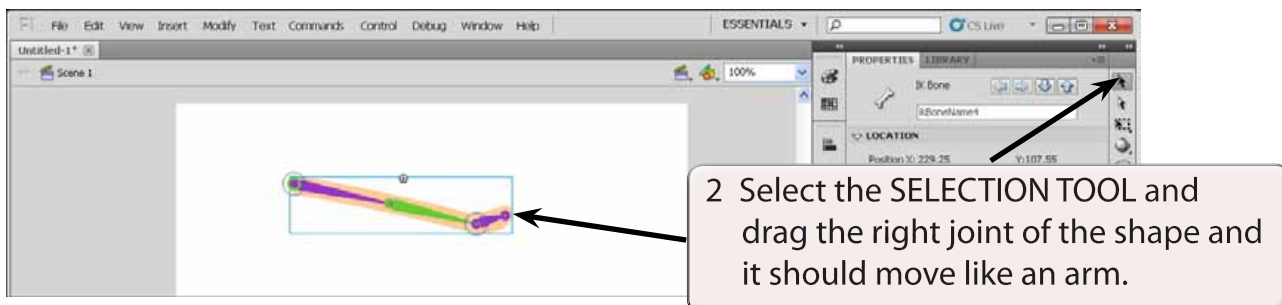 Fl File Edit View Insert Modify Text Commands Control Debug Window Help ESSENTIALS CS Live
Untitled-1*
Scene 1 100%
PROPERTIES LIBRARY
IK Bone
ikBoneName4
LOCATION
Position X: 229.25 Y: 107.55
2 Select the SELECTION TOOL and
drag the right joint of the shape and
it should move like an arm.